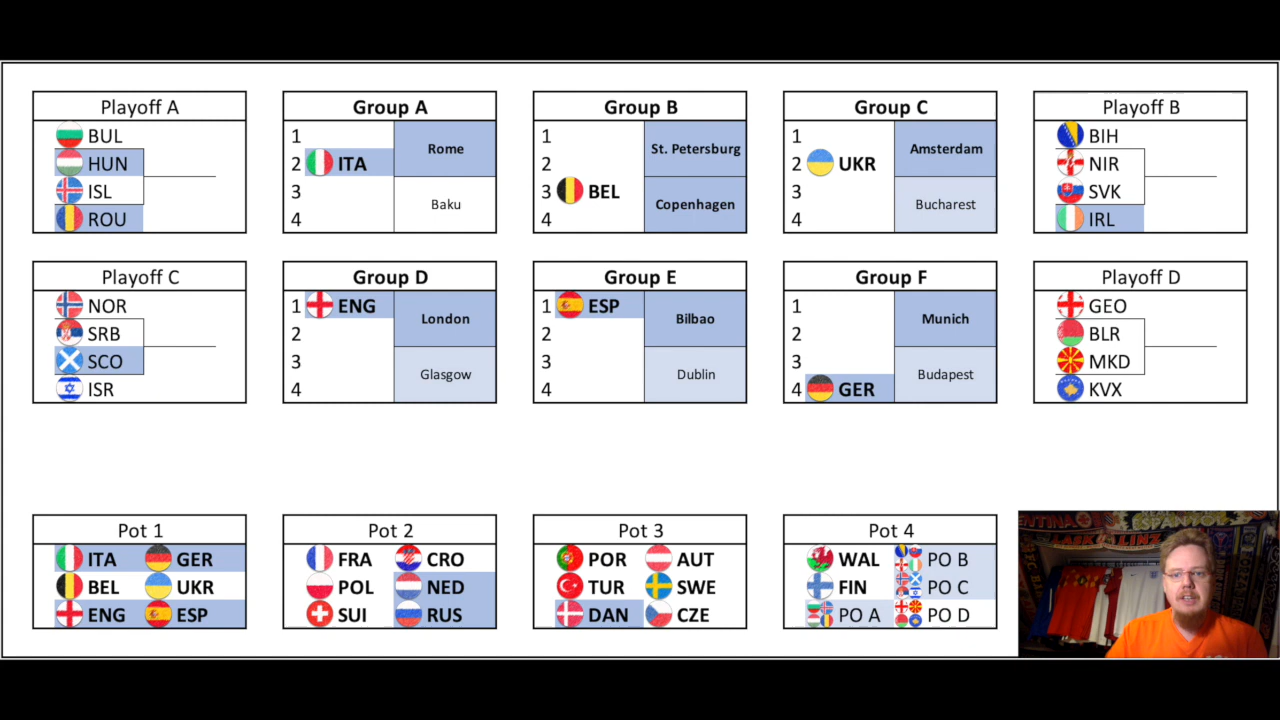 Playoff A
BUL
HUN
ISL
ROU
Group A
1
2 ITA
3
4
Rome
Baku
Group B
1
2
3 BEL
4
St. Petersburg
Copenhagen
Group C
1
2 UKR
3
4
Amsterdam
Bucharest
Playoff B
BIH
NIR
SVK
IRL
Playoff C
NOR
SRB
SCO
ISR
Group D
1 ENG
2
3
4
London
Glasgow
Group E
1 ESP
2
3
4
Bilbao
Dublin
Group F
1
2
3
4 GER
Munich
Budapest
Playoff D
GEO
BLR
MKD
KVX
Pot 1
ITA GER
BEL UKR
ENG ESP
Pot 2
FRA CRO
POL NED
SUI RUS
Pot 3
POR AUT
TUR SWE
DAN CZE
Pot 4
WAL PO B
FIN PO C
PO A PO D
ESPANYOL
LASK LINZ